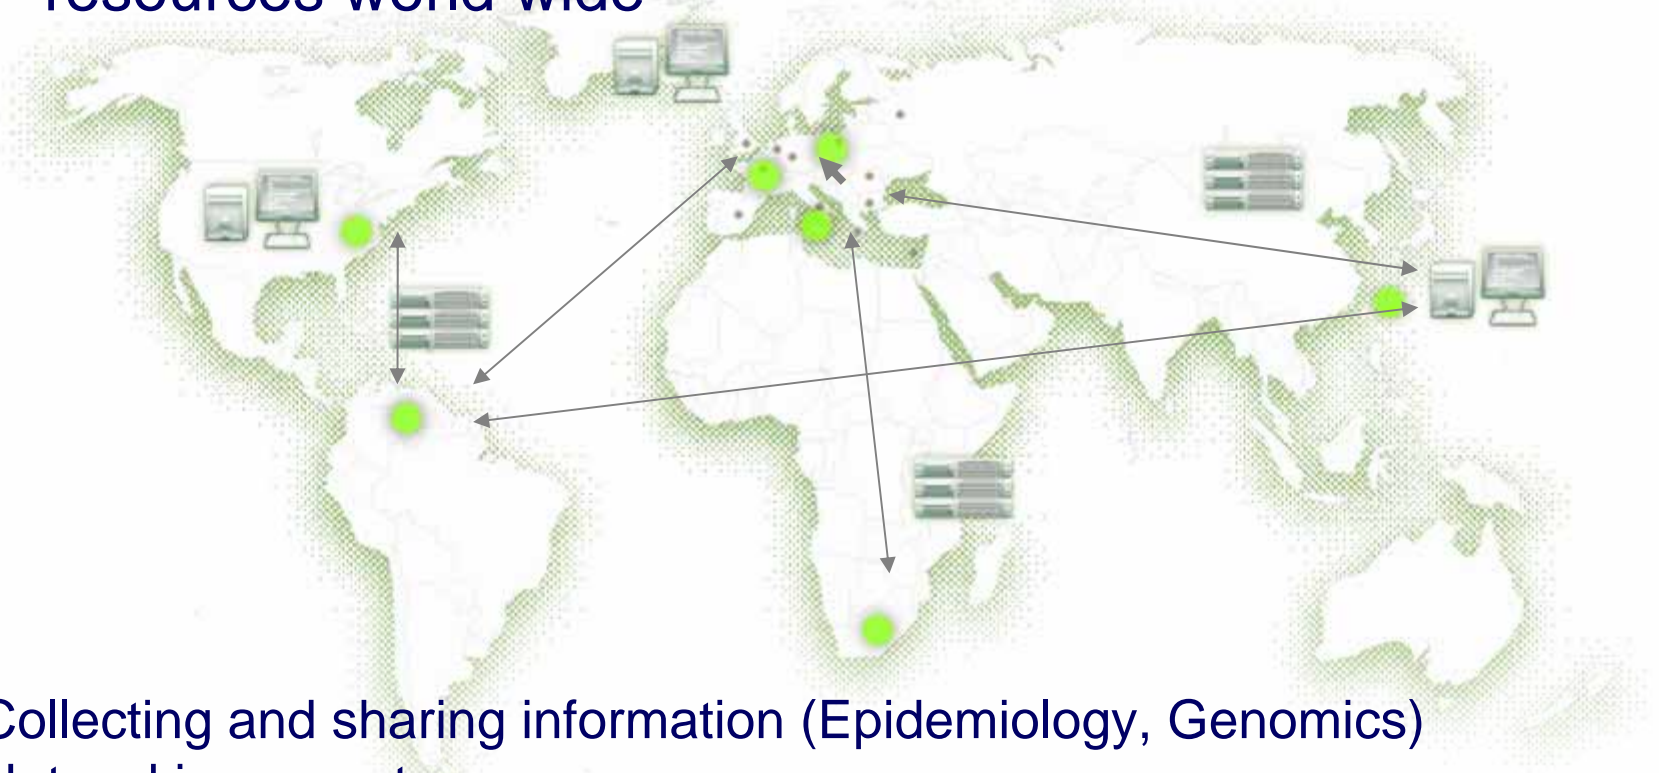 resources world wide
Collecting and sharing information (Epidemiology, Genomics)